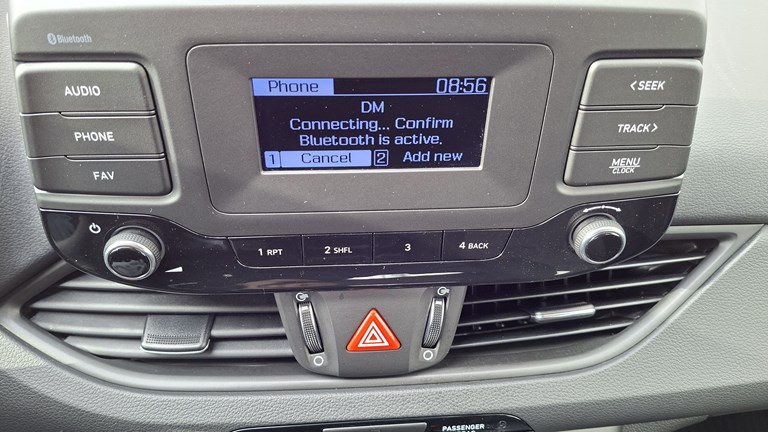 Bluetooth
AUDIO
PHONE
FAV
Phone 08:56
DM
Connecting... Confirm
Bluetooth is active.
1 Cancel 2 Add new
< SEEK
TRACK >
MENU
CLOCK
1 RPT 2 SHFL 3 4 BACK
PASSENGER